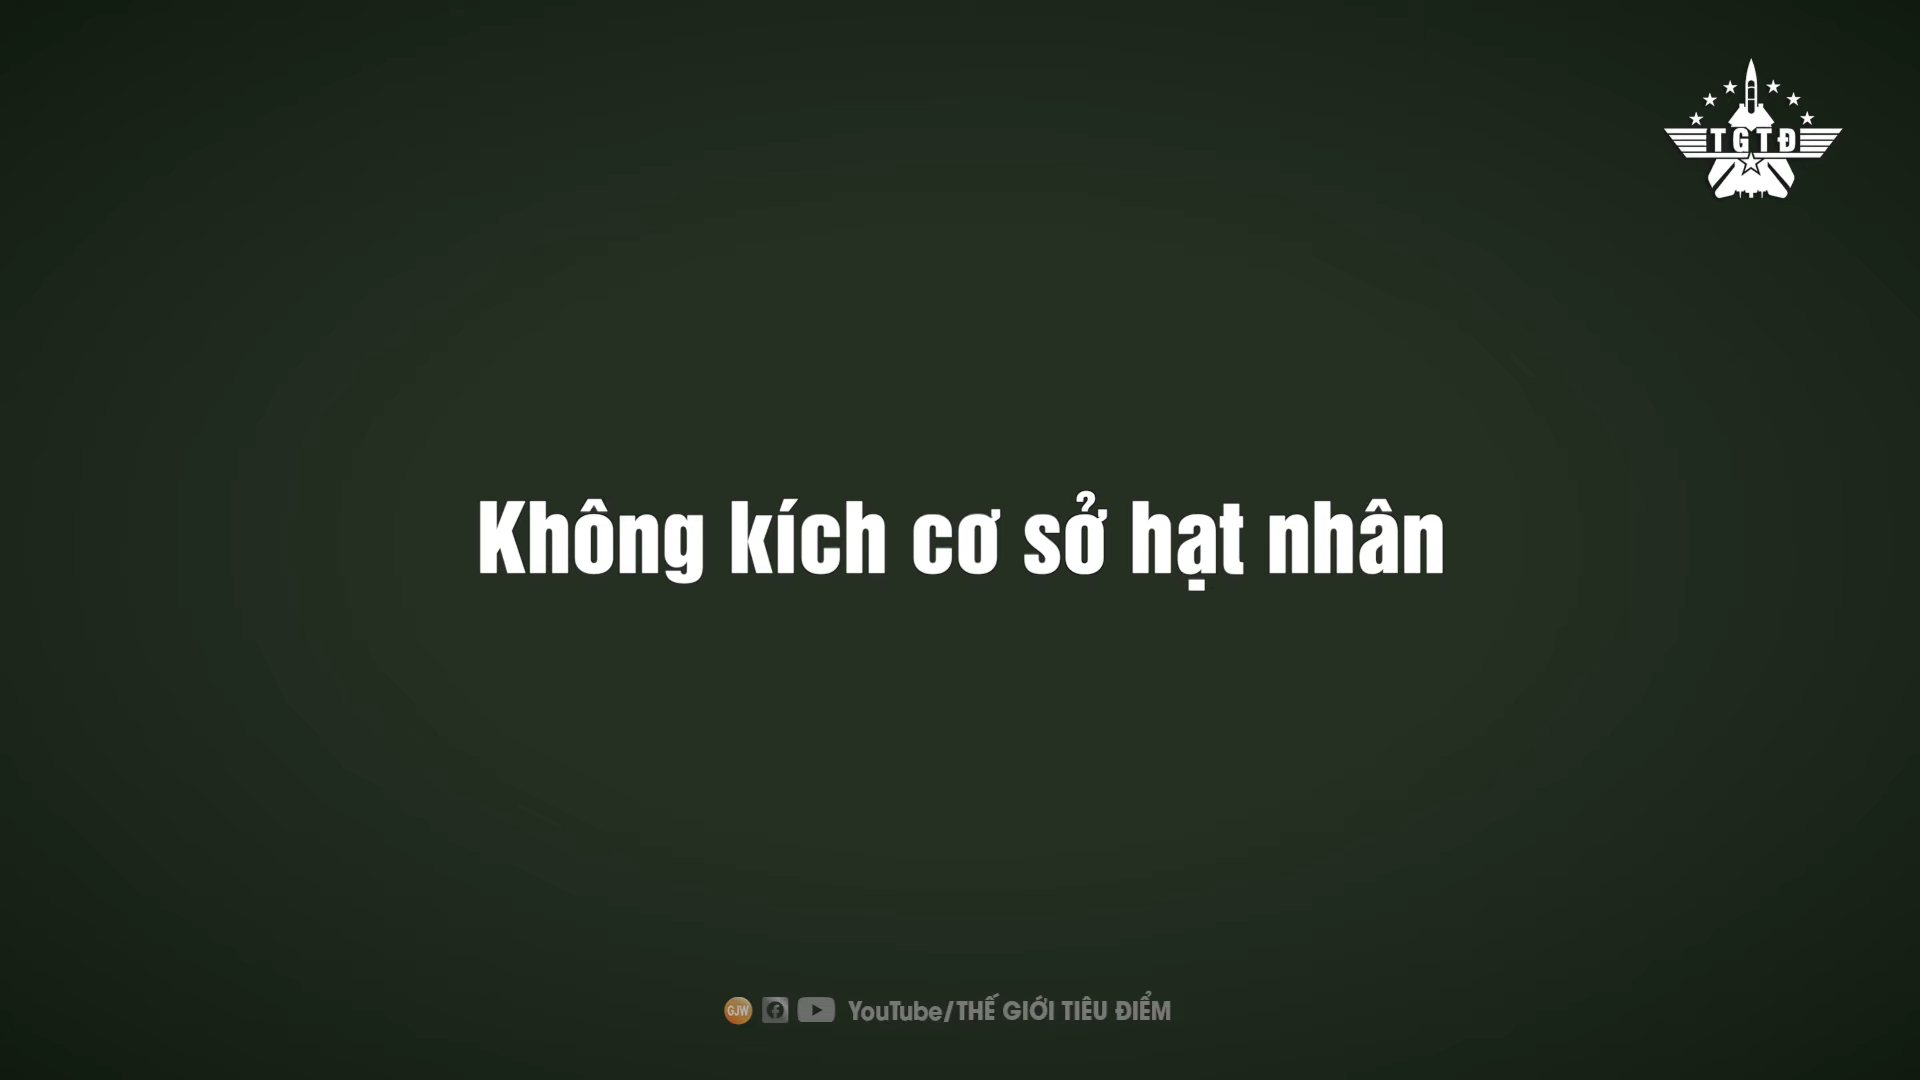 TGTĐ
Không kích cơ sở hạt nhân
GJW YouTube/THẾ GIỚI TIÊU ĐIỂM